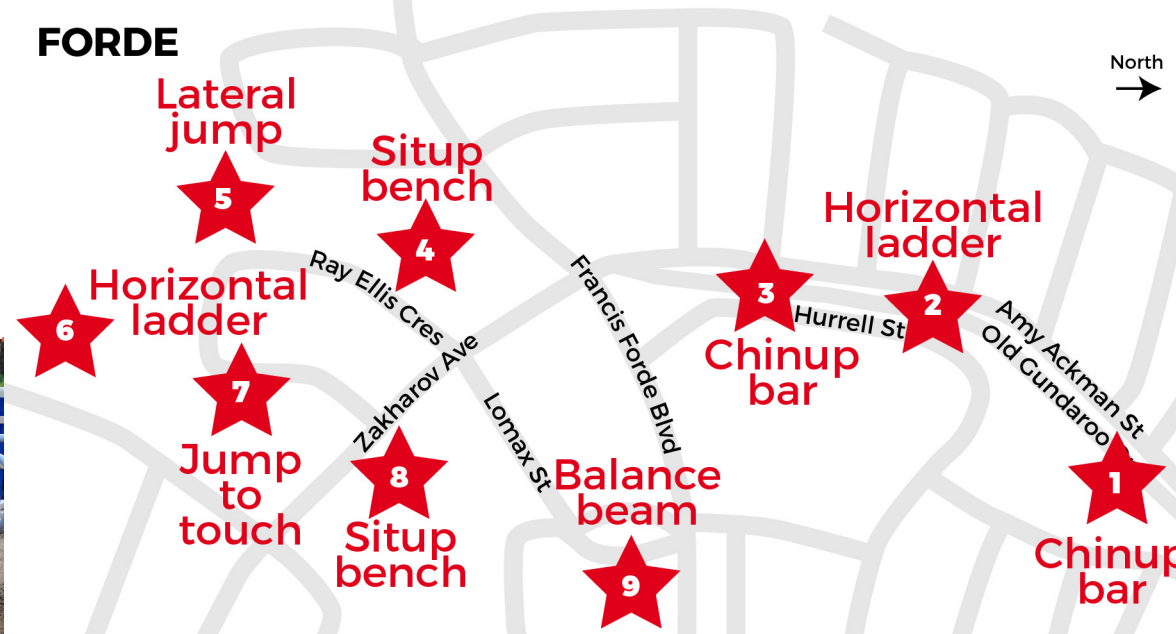 FORDE
North
Lateral
jump
5
Situp
bench
4
Horizontal
ladder
2
Ray Ellis Cres
Francis Forde Blvd
3
Hurrell St
Chinup
bar
Amy Ackman St
Old Gundaroo
Horizontal
ladder
6
7
Jump
to
touch
Zakharov Ave
Lomax St
8
Situp
bench
Balance
beam
9
1
Chinup
bar